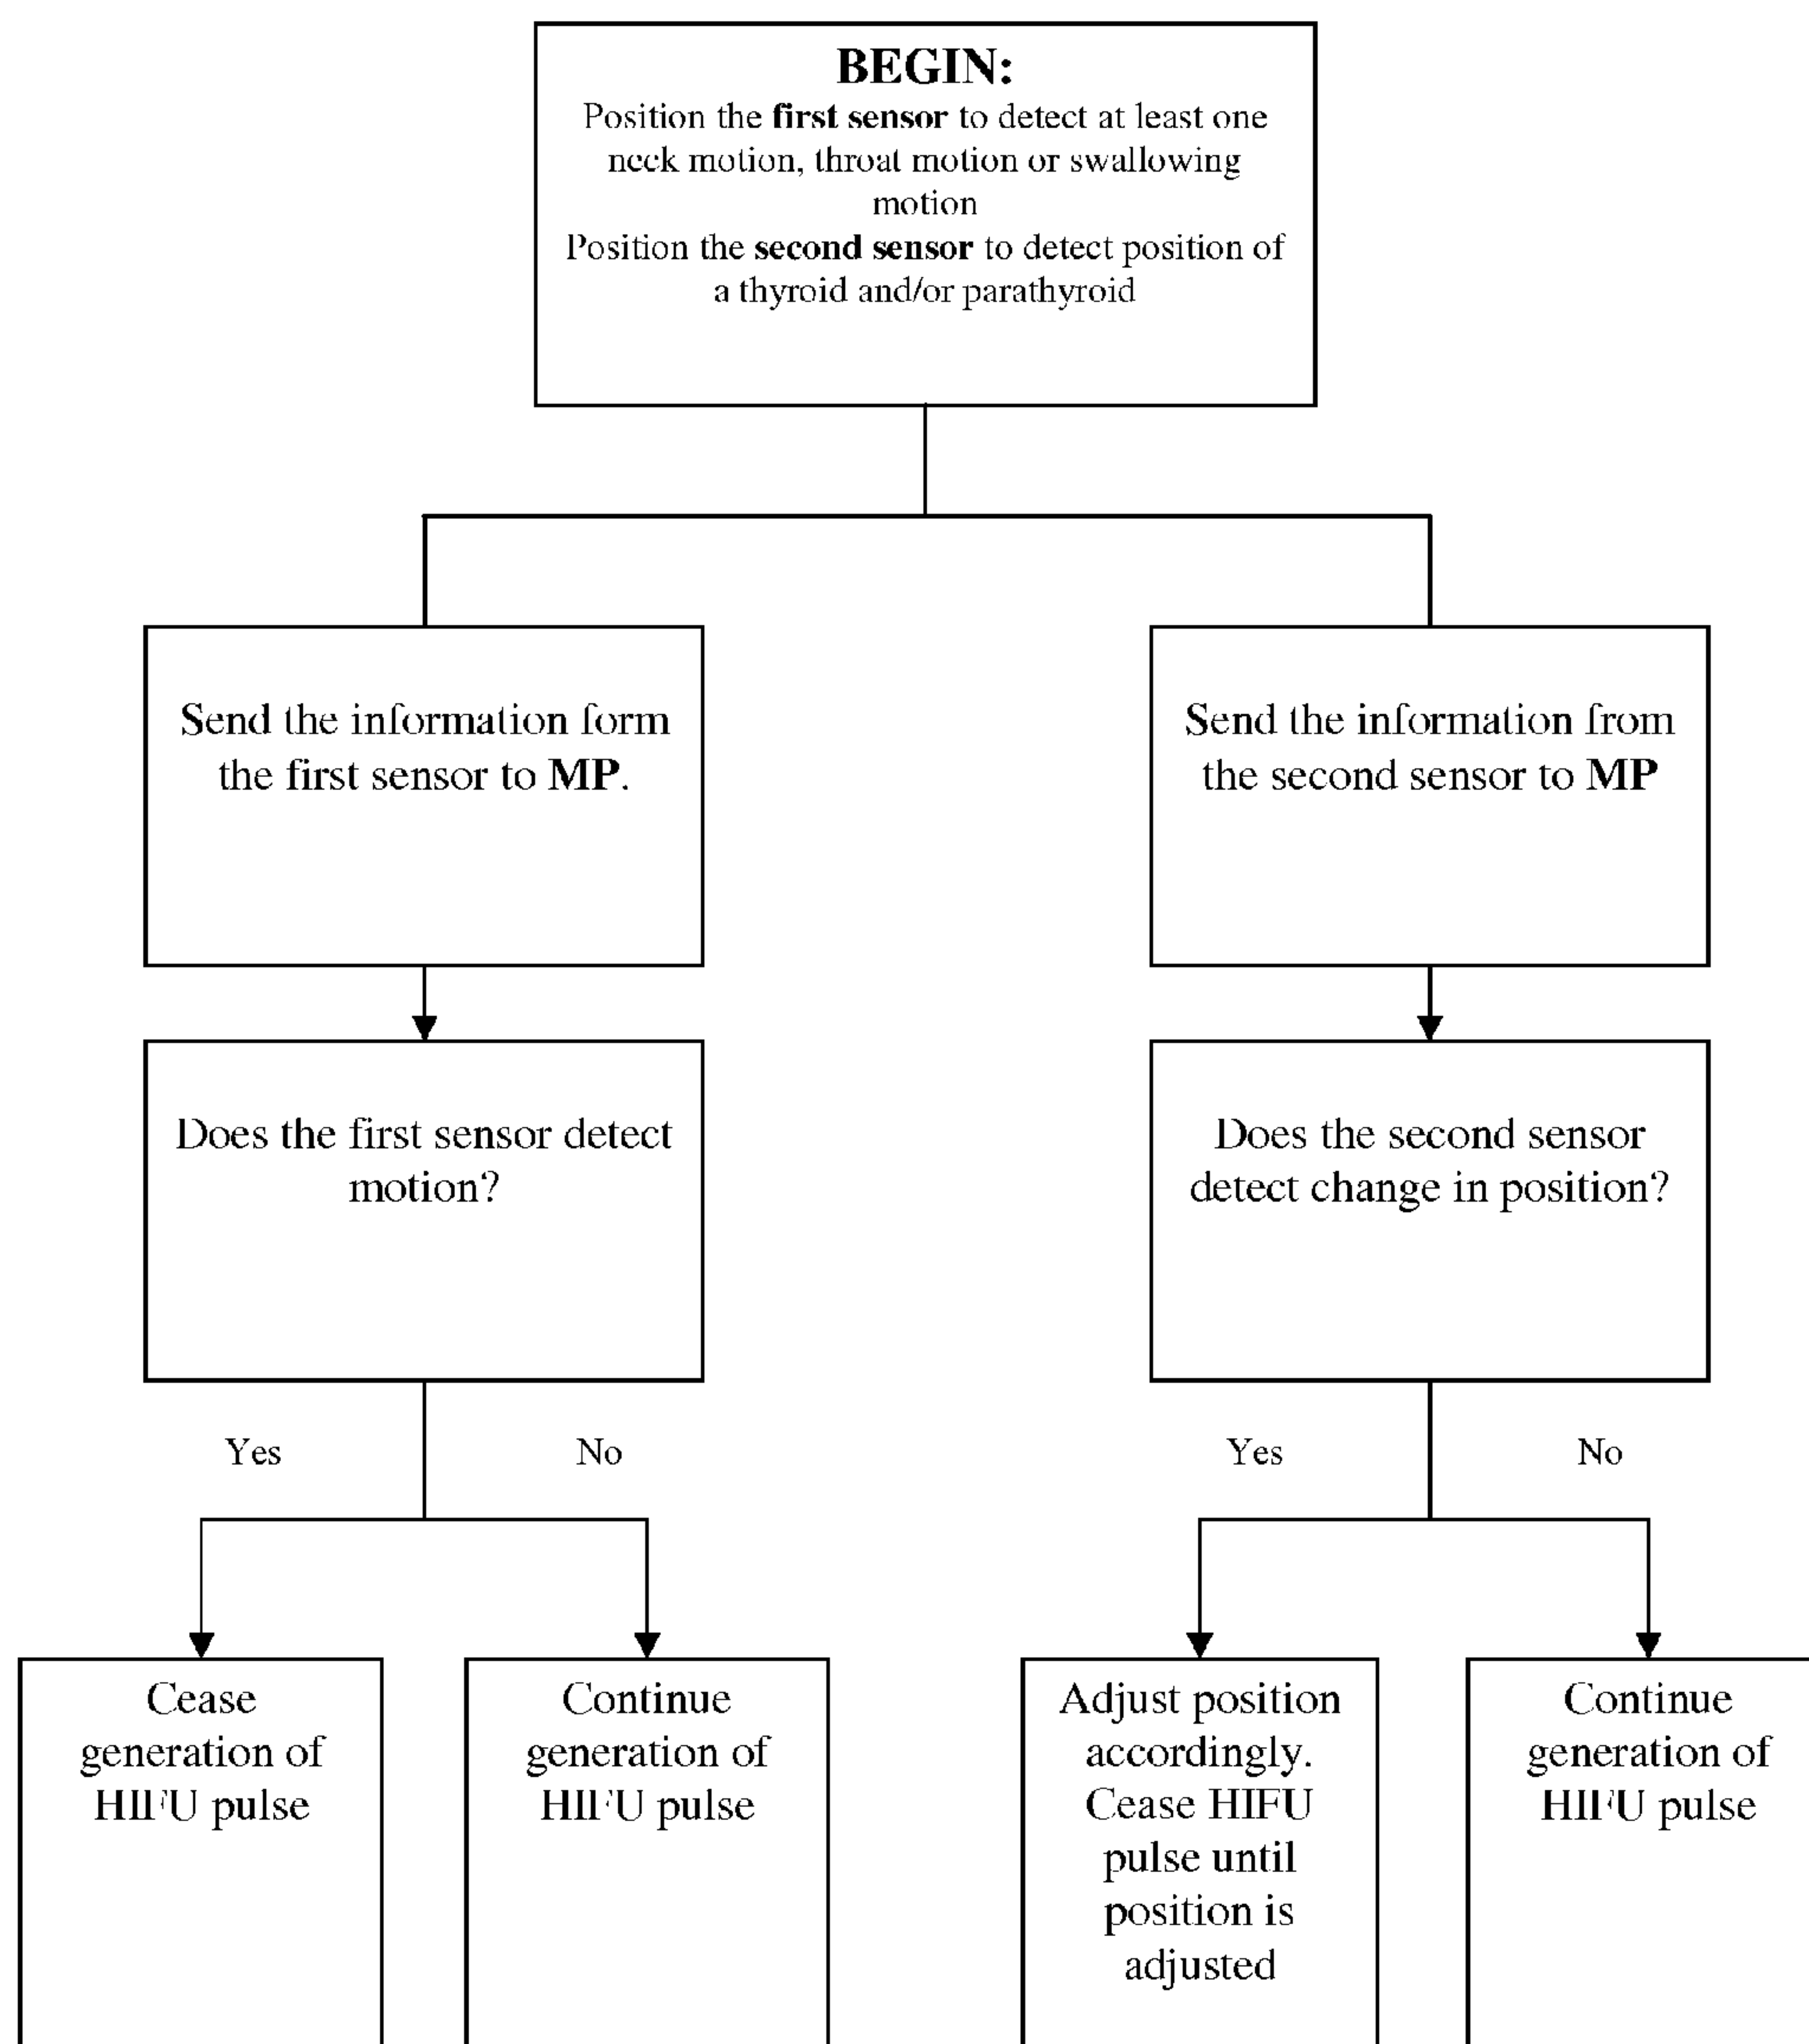 BEGIN:
Position the first sensor to detect at least one
neck motion, throat motion or swallowing
motion
Position the second sensor to detect position of
a thyroid and/or parathyroid
Send the information form
the first sensor to MP.
Send the information from
the second sensor to MP
Does the first sensor detect
motion?
Does the second sensor
detect change in position?
Yes
No
Yes
No
Cease
generation of
HIFU pulse
Continue
generation of
HIFU pulse
Adjust position
accordingly.
Cease HIFU
pulse until
position is
adjusted
Continue
generation of
HIFU pulse